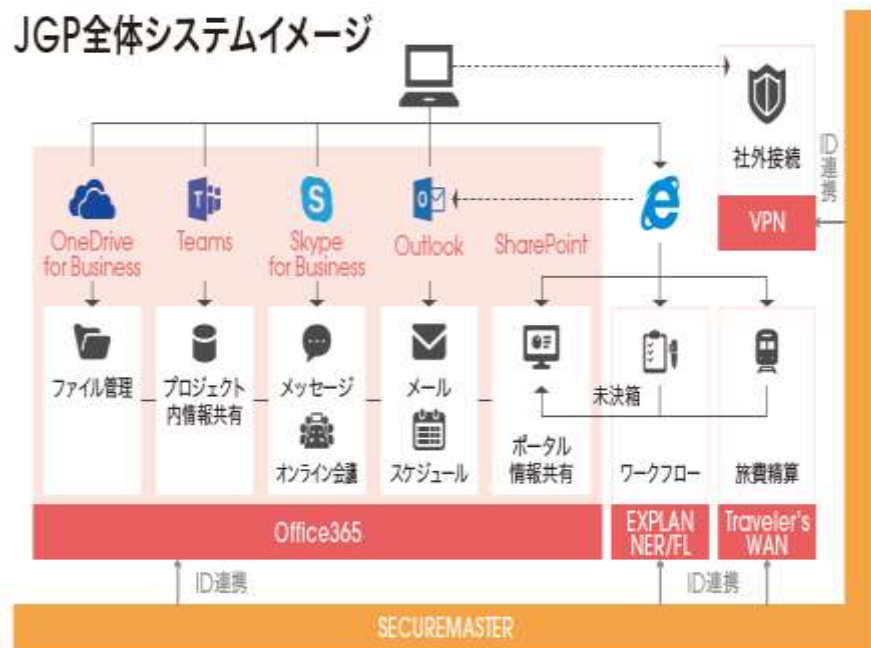 JGP全体システムイメージ
社外接続
VPN
ID連携
OneDrive
for Business
Teams
Skype
for Business
Outlook
SharePoint
ファイル管理
プロジェクト
内情報共有
メッセージ
オンライン会議
メール
スケジュール
ポータル
情報共有
未決箱
ワークフロー
旅費精算
Office365
EXPLAN
NER/FL
Traveler's
WAN
ID連携
ID連携
SECUREMASTER